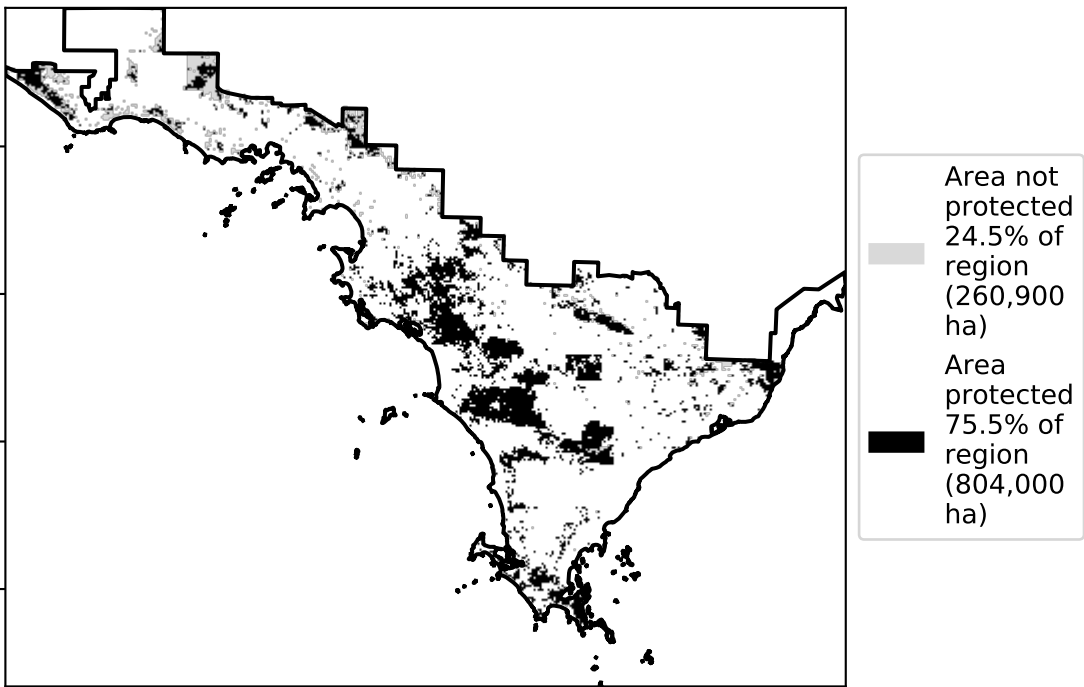 Area not
protected
24.5% of
region
(260,900
ha)
Area
protected
75.5% of
region
(804,000
ha)